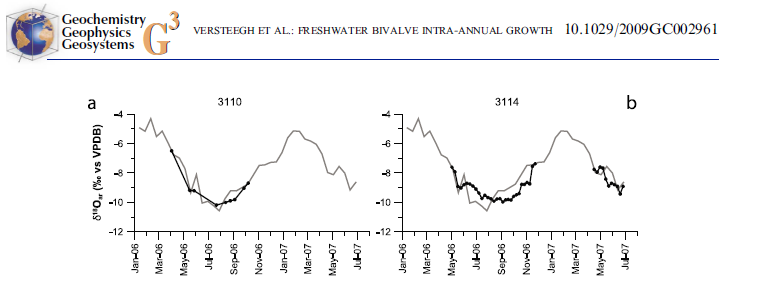 Geochemistry
Geophysics
Geosystems
G3
VERSTEEGH ET AL.: FRESHWATER BIVALVE INTRA-ANNUAL GROWTH
10.1029/2009GC002961
a
3110
3114
b
δ18Oar (‰ vs VPDB)
-4
-6
-8
-10
-12
-4
-6
-8
-10
-12
Jan-06
Mar-06
May-06
Jul-06
Sep-06
Nov-06
Jan-07
Mar-07
May-07
Jul-07
Jan-06
Mar-06
May-06
Jul-06
Sep-06
Nov-06
Jan-07
Mar-07
May-07
Jul-07